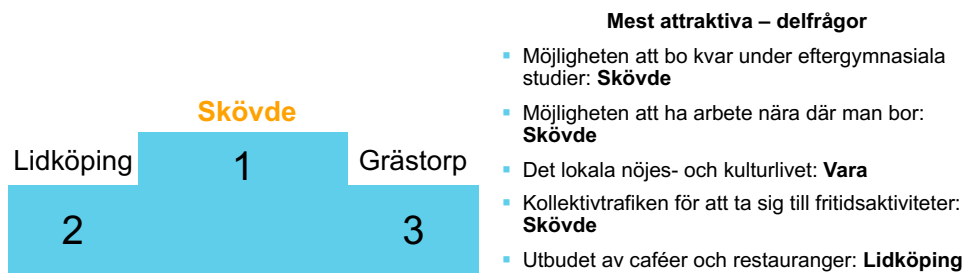 Skövde
Lidköping
1
Grästorp
2
3
Mest attraktiva – delfrågor
▪ Möjligheten att bo kvar under eftergymnasiala
studier: Skövde
▪ Möjligheten att ha arbete nära där man bor:
Skövde
▪ Det lokala nöjes- och kulturlivet: Vara
▪ Kollektivtrafiken för att ta sig till fritidsaktiviteter:
Skövde
▪ Utbudet av caféer och restauranger: Lidköping